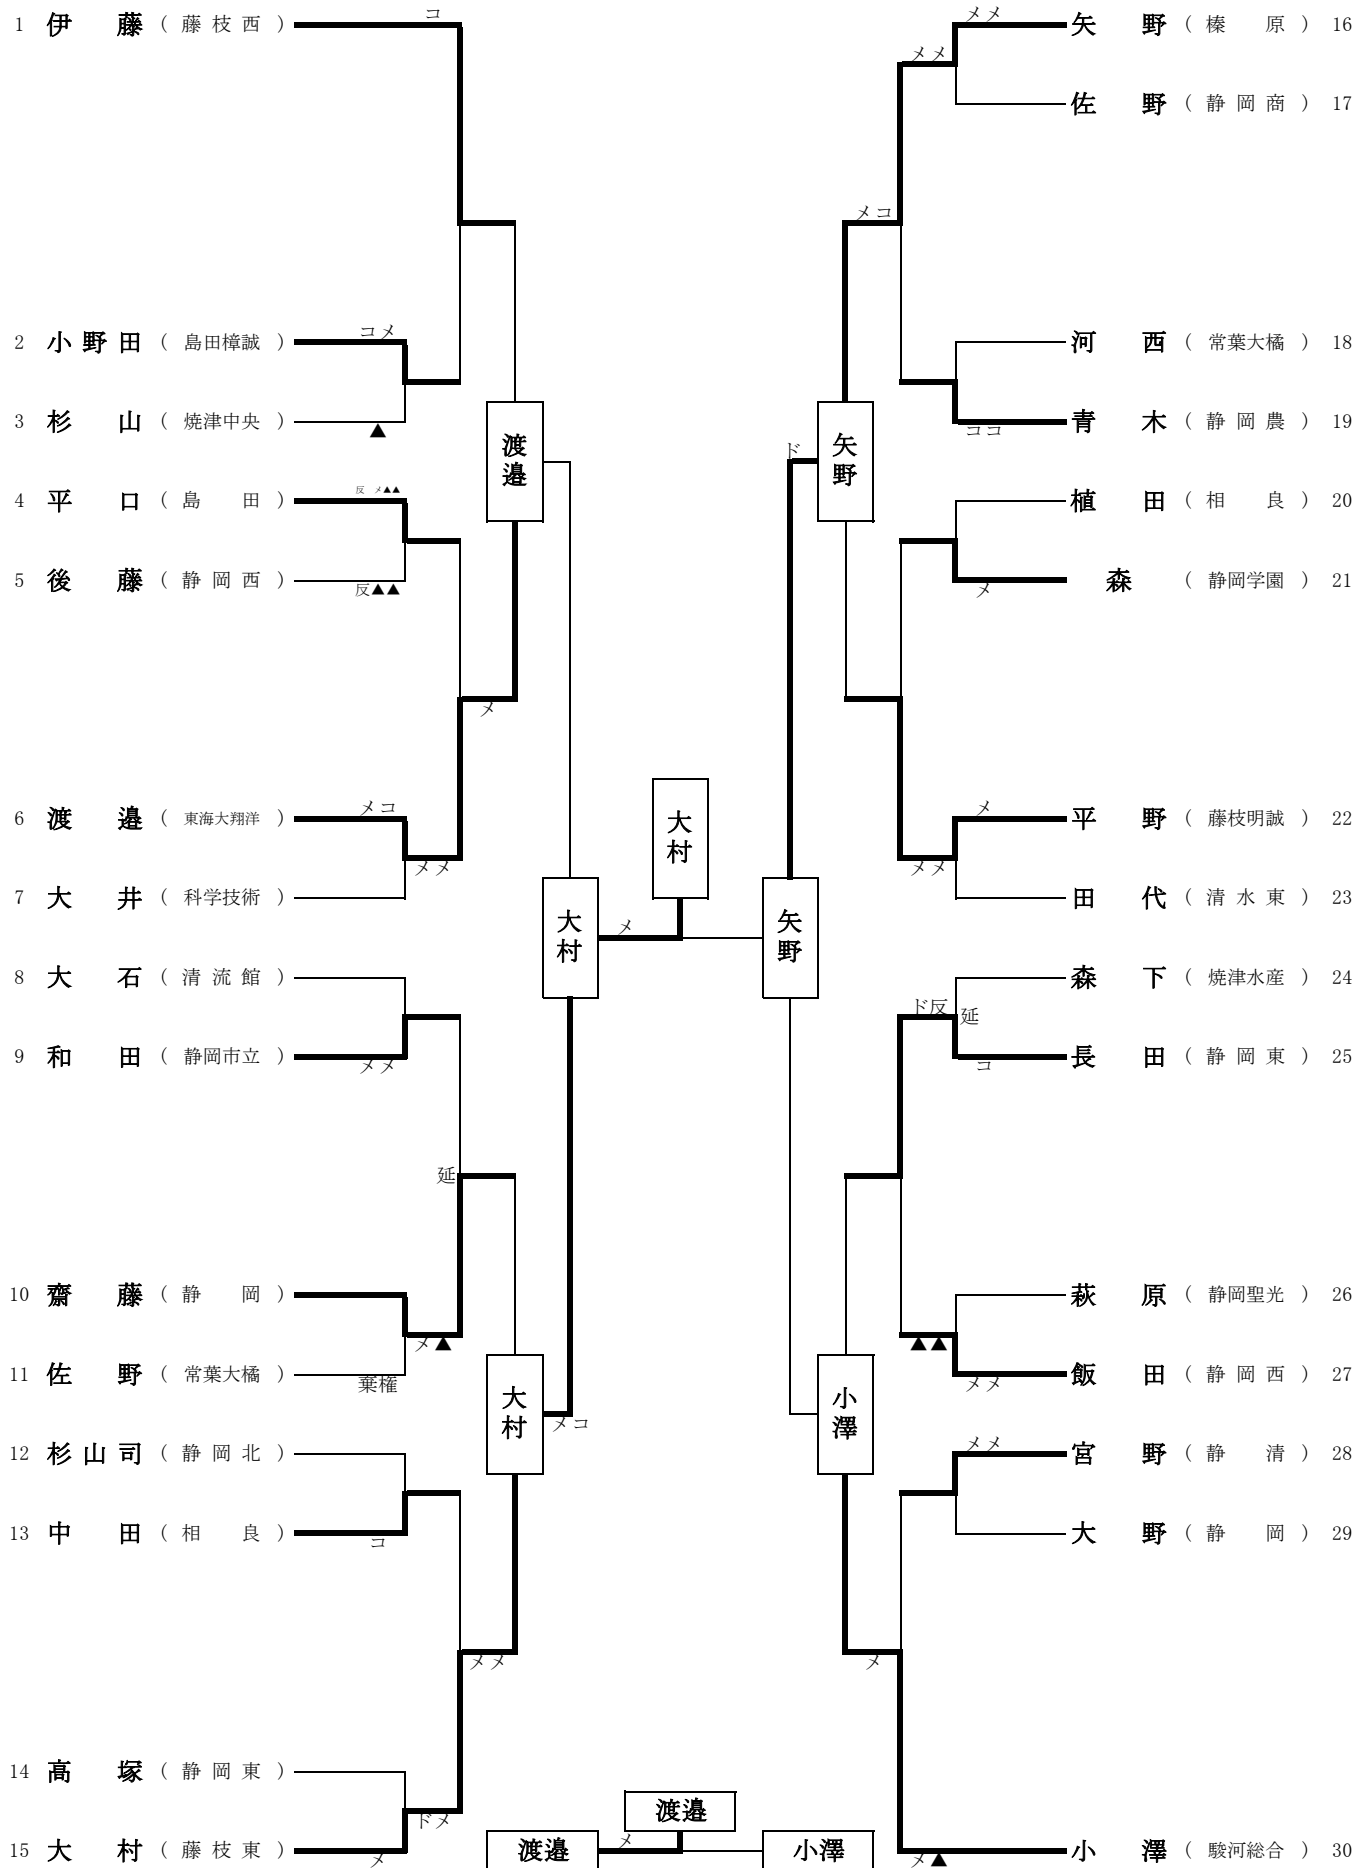 コ
1 伊藤 （ 藤枝西 ）
コメ
2 小野田 （ 島田樟誠 ）
3 杉山 （ 焼津中央 ）
▲
反 メ▲▲
4 平口 （ 島田 ）
5 後藤 （ 静岡西 ）
反▲▲
メ
メコ
6 渡邉 （ 東海大翔洋 ）
メメ
7 大井 （ 科学技術 ）
8 大石 （ 清流館 ）
9 和田 （ 静岡市立 ）
メメ
延
10 齋藤 （ 静岡 ）
メ▲
11 佐野 （ 常葉大橘 ）
棄権
12 杉山司 （ 静岡北 ）
13 中田 （ 相良 ）
コ
メメ
14 高塚 （ 静岡東 ）
ドメ
15 大村 （ 藤枝東 ）
メ
渡邉
大村
メコ
大村
メ
大村
矢野
ド
矢野
小澤
渡邉
渡邉
メ
小澤
メメ
矢野 （ 榛原 ） 16
メメ
佐野 （ 静岡商 ） 17
メコ
河西 （ 常葉大橘 ） 18
青木 （ 静岡農 ） 19
ココ
植田 （ 相良 ） 20
森 （ 静岡学園 ） 21
メ
メ
平野 （ 藤枝明誠 ） 22
メメ
田代 （ 清水東 ） 23
森下 （ 焼津水産 ） 24
ド反 延
長田 （ 静岡東 ） 25
コ
萩原 （ 静岡聖光 ） 26
▲▲
飯田 （ 静岡西 ） 27
メメ
メメ
宮野 （ 静清 ） 28
大野 （ 静岡 ） 29
メ
小澤 （ 駿河総合 ） 30
メ▲